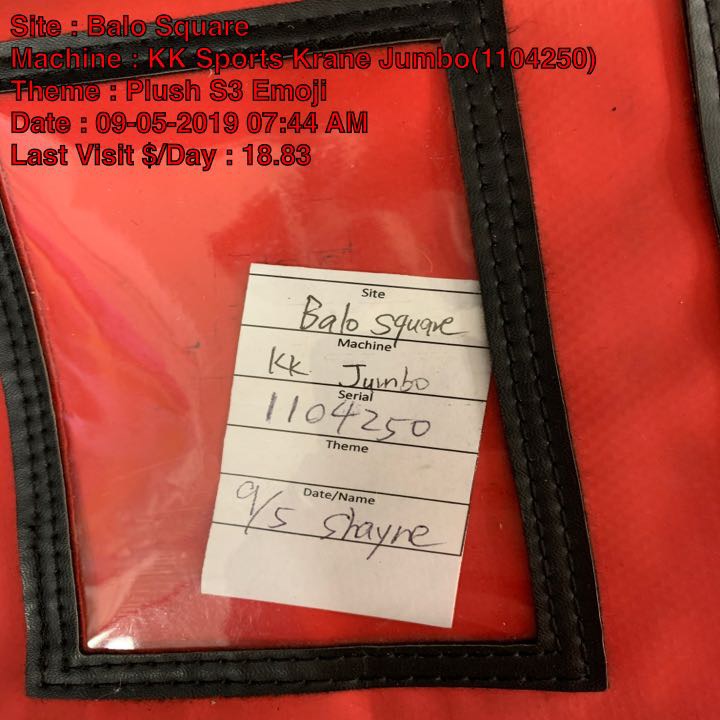 Site : Balo Square
Machine : KK Sports Krane Jumbo(1104250)
Theme : Plush S3 Emoji
Date : 09-05-2019 07:44 AM
Last Visit $/Day : 18.83
Site
Balo square
Machine
KK Jumbo
Serial
1104250
Theme
Date/Name
9/5 Shayne